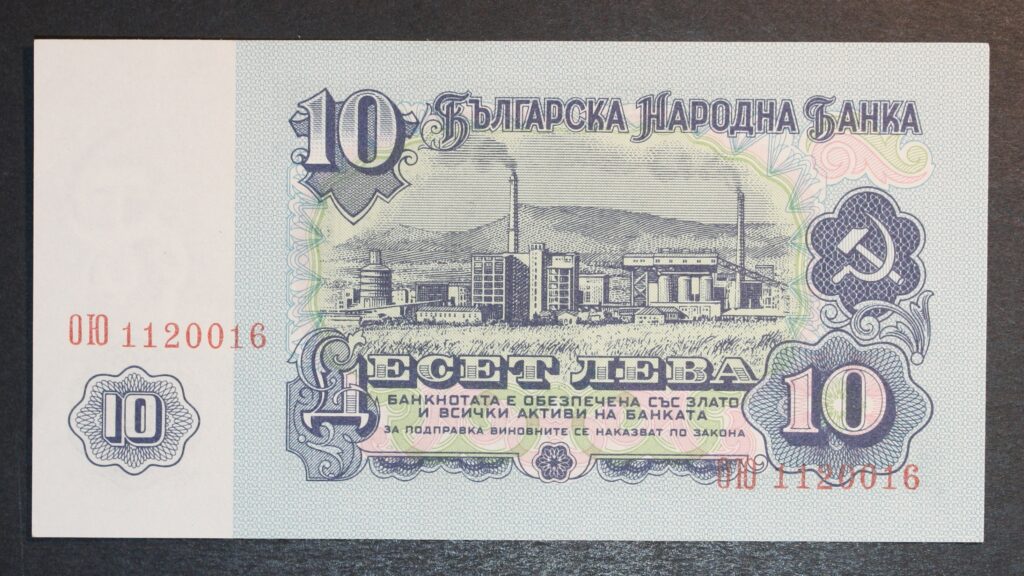 10 Българска Народна Банка
ОЮ 1120016
10
Десет лева
10
БАНКНОТАТА Е ОБЕЗПЕЧЕНА СЪС ЗЛАТО
И ВСИЧКИ АКТИВИ НА БАНКАТА
ЗА ПОДПРАВКА ВИНОВНИТЕ СЕ НАКАЗВАТ ПО ЗАКОНА
ОЮ 1120016